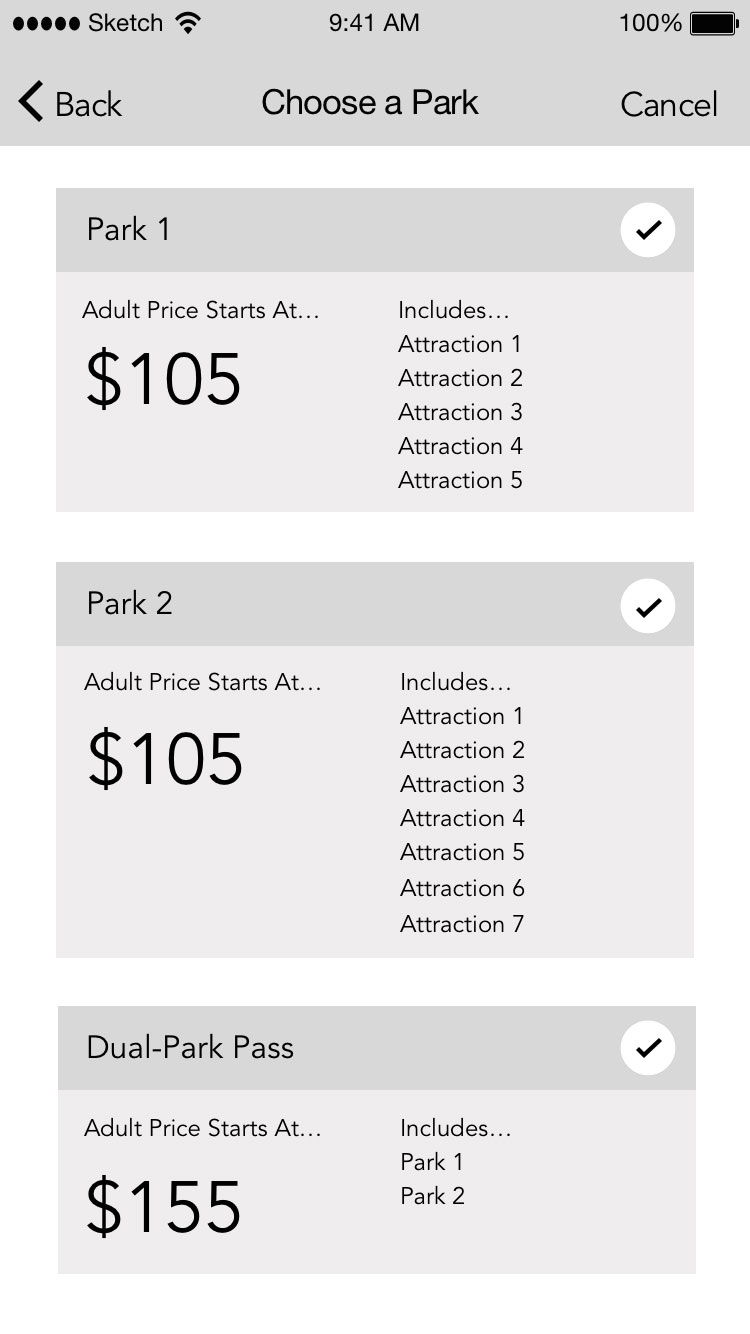 Sketch 9:41 AM 100%
Back Choose a Park Cancel
Park 1
Adult Price Starts At…
$105
Includes…
Attraction 1
Attraction 2
Attraction 3
Attraction 4
Attraction 5
Park 2
Adult Price Starts At…
$105
Includes…
Attraction 1
Attraction 2
Attraction 3
Attraction 4
Attraction 5
Attraction 6
Attraction 7
Dual-Park Pass
Adult Price Starts At…
$155
Includes…
Park 1
Park 2